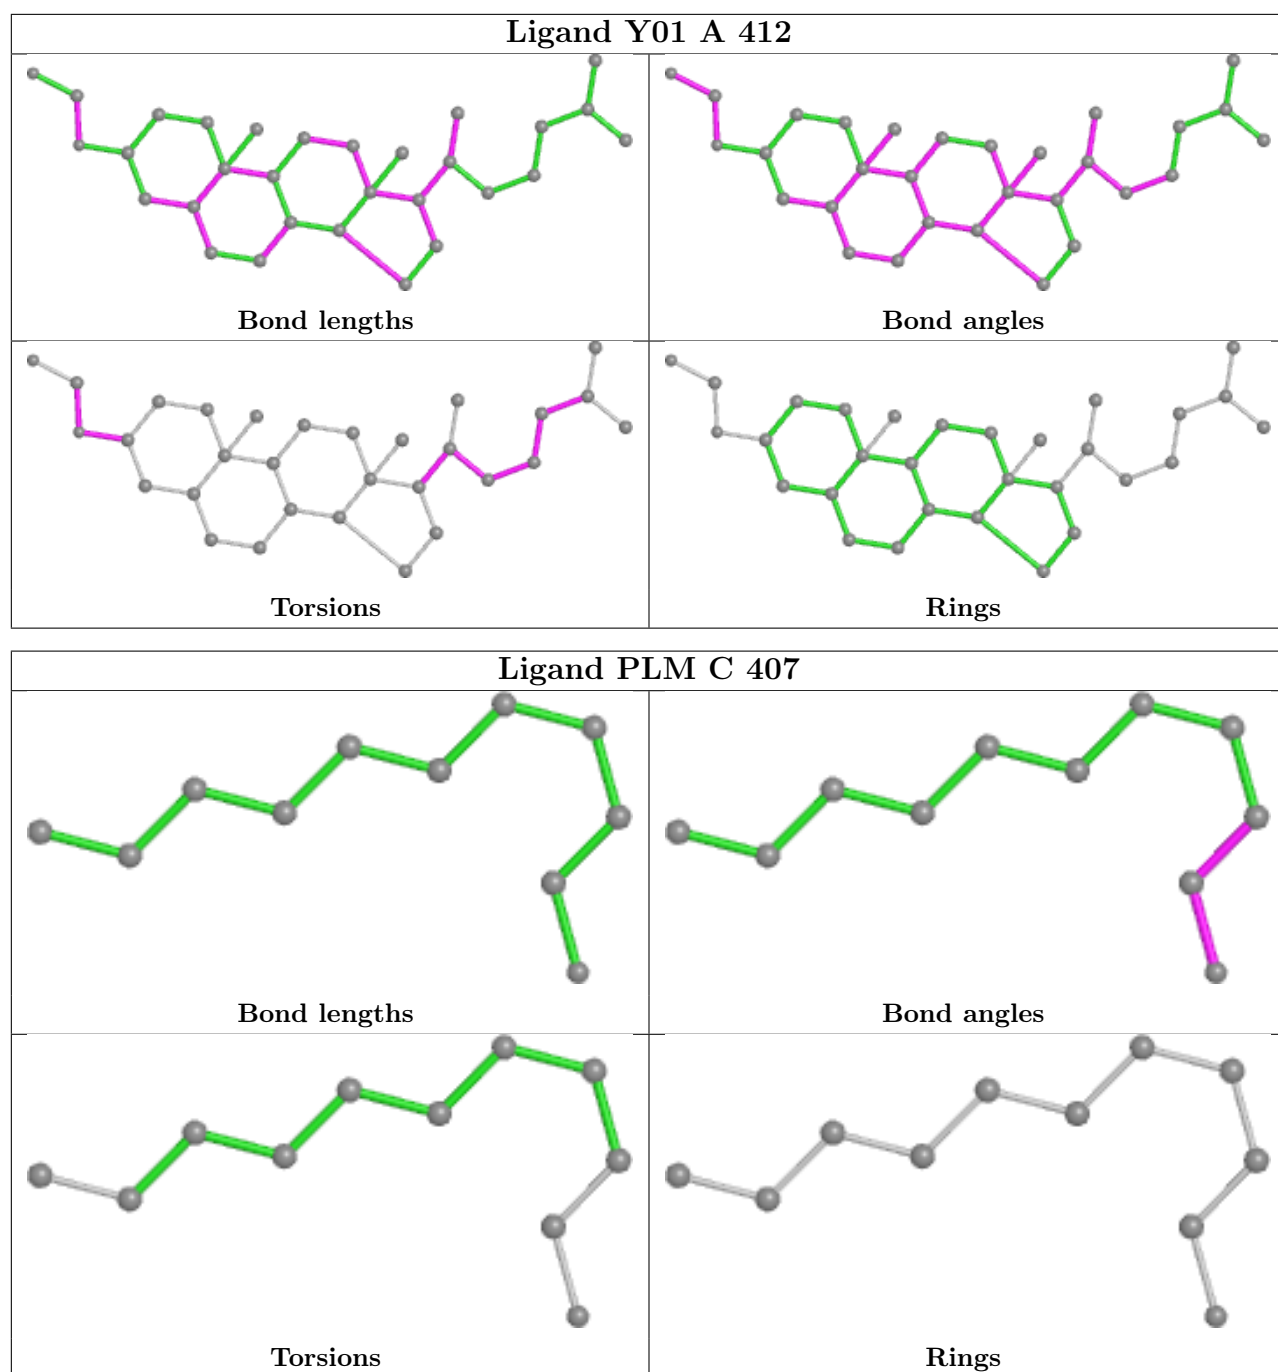 Ligand Y01 A 412
Bond lengths
Bond angles
Torsions
Rings
Ligand PLM C 407
Bond lengths
Bond angles
Torsions
Rings